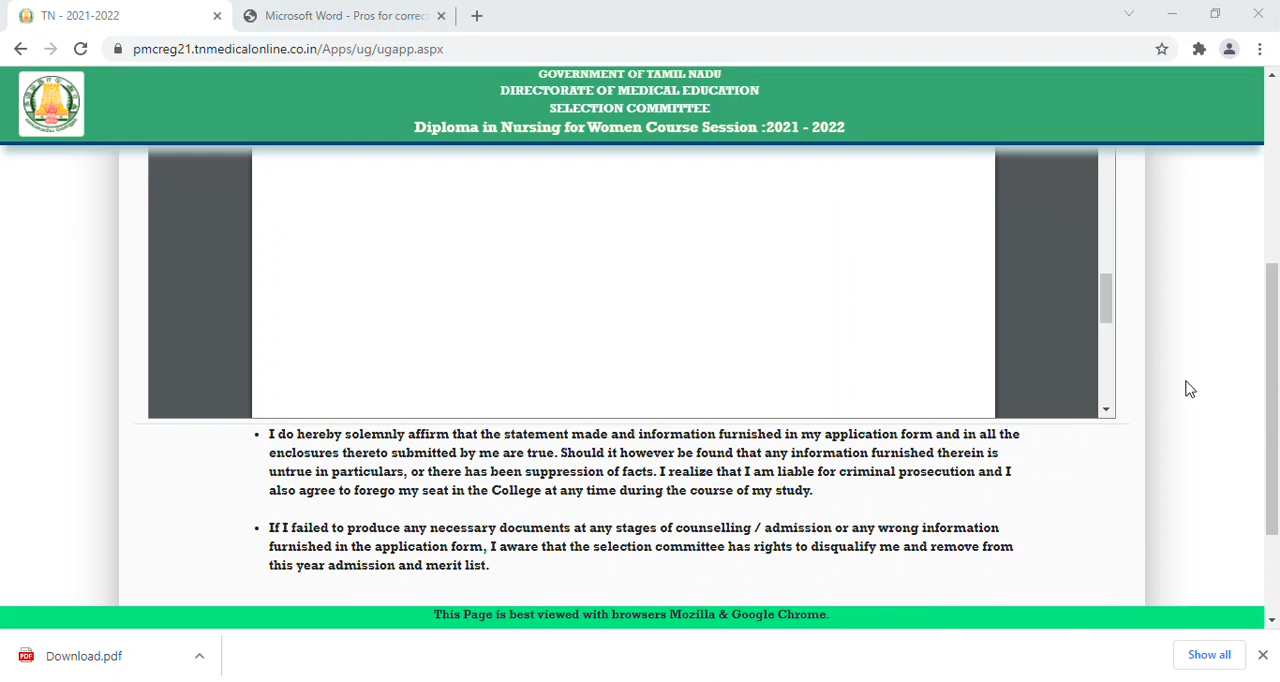 TN - 2021-2022
Microsoft Word - Pros for correc
pmcreg21.tnmedicalonline.co.in/Apps/ug/ugapp.aspx
GOVERNMENT OF TAMIL NADU
DIRECTORATE OF MEDICAL EDUCATION
SELECTION COMMITTEE
Diploma in Nursing for Women Course Session :2021 - 2022
• I do hereby solemnly affirm that the statement made and information furnished in my application form and in all the
enclosures thereto submitted by me are true. Should it however be found that any information furnished therein is
untrue in particulars, or there has been suppression of facts. I realize that I am liable for criminal prosecution and I
also agree to forego my seat in the College at any time during the course of my study.
• If I failed to produce any necessary documents at any stages of counselling / admission or any wrong information
furnished in the application form, I aware that the selection committee has rights to disqualify me and remove from
this year admission and merit list.
This Page is best viewed with browsers Mozilla & Google Chrome.
PDF
Download.pdf
Show all